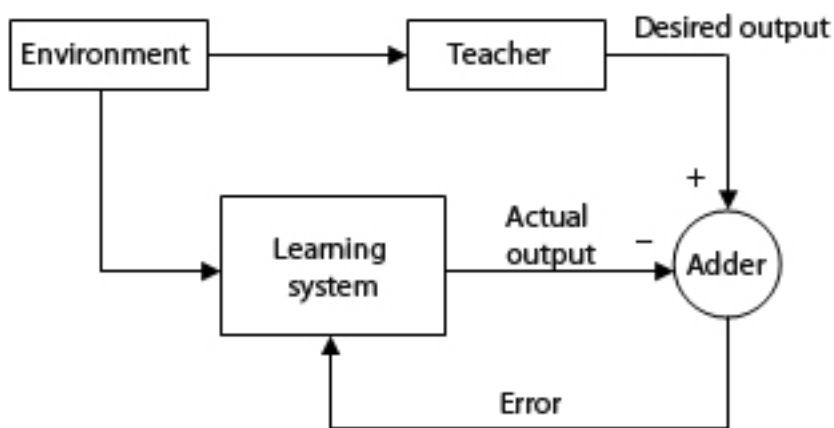 Desired output
Environment
Teacher
+
Actual
output
−
Learning
system
Adder
Error